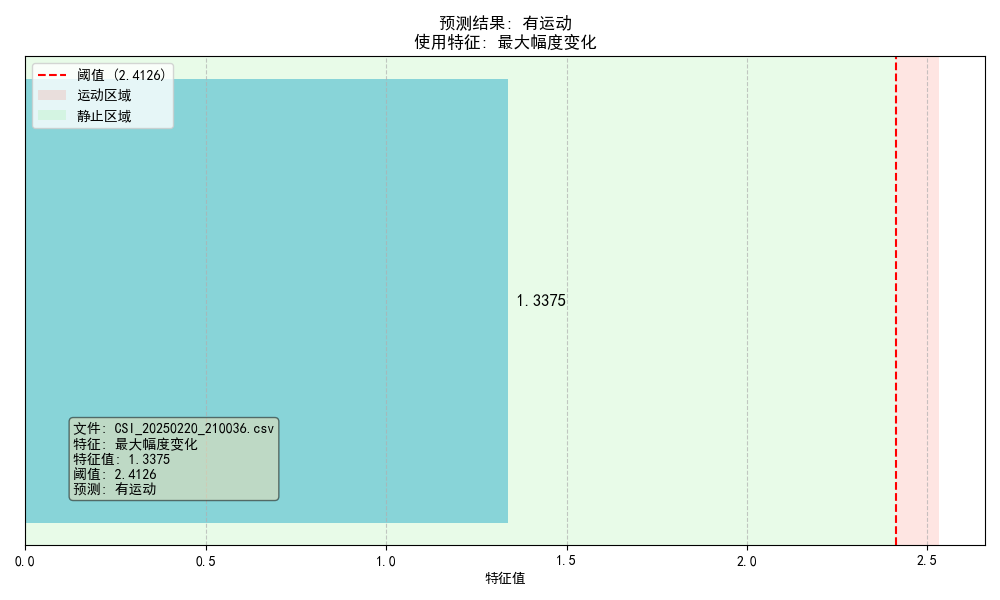 预测结果: 有运动
使用特征: 最大幅度变化
阈值 (2.4126)
运动区域
静止区域
1.3375
文件: CSI_20250220_210036.csv
特征: 最大幅度变化
特征值: 1.3375
阈值: 2.4126
预测: 有运动
0.0 0.5 1.0 1.5 2.0 2.5
特征值